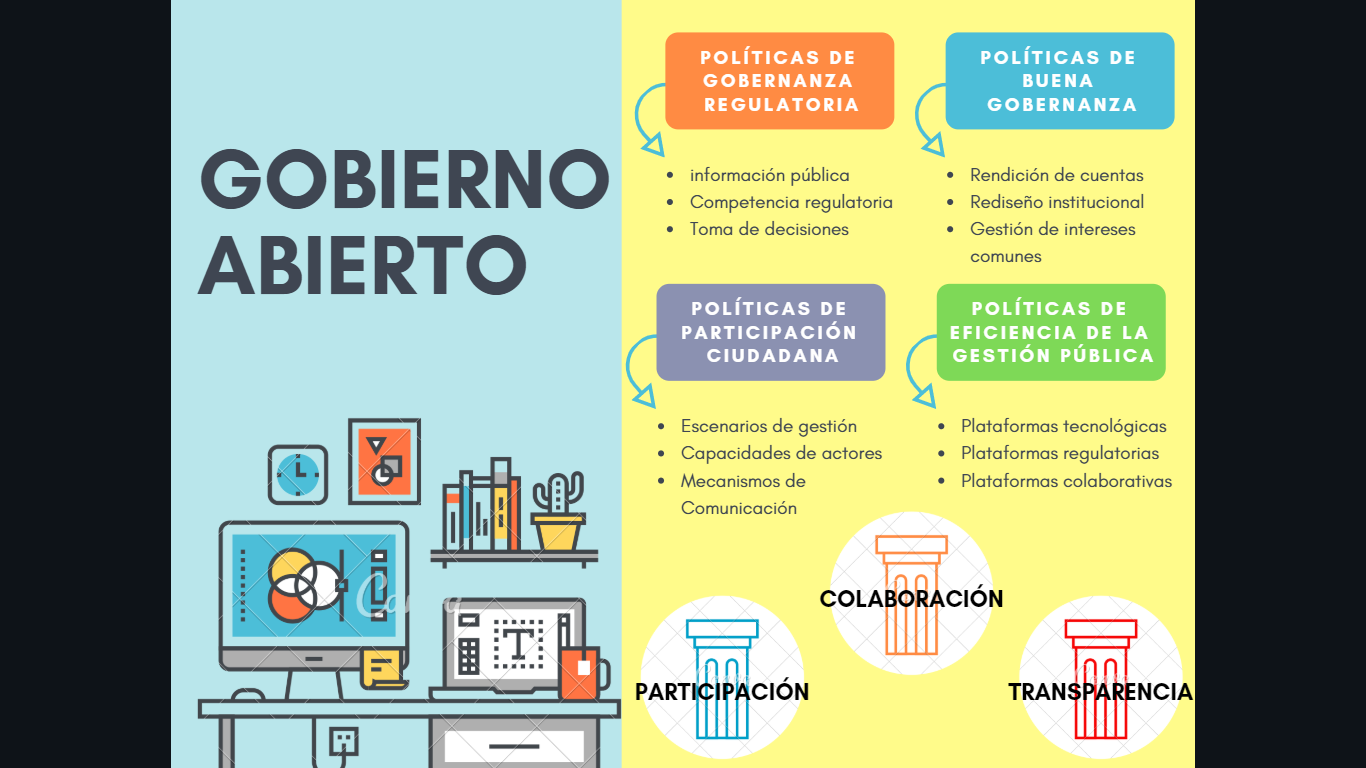 GOBIERNO
ABIERTO
POLÍTICAS DE
GOBERNANZA
REGULATORIA
información pública
Competencia regulatoria
Toma de decisiones
POLÍTICAS DE
BUENA
GOBERNANZA
Rendición de cuentas
Rediseño institucional
Gestión de intereses
comunes
POLÍTICAS DE
PARTICIPACIÓN
CIUDADANA
Escenarios de gestión
Capacidades de actores
Mecanismos de
Comunicación
POLÍTICAS DE
EFICIENCIA DE LA
GESTIÓN PÚBLICA
Plataformas tecnológicas
Plataformas regulatorias
Plataformas colaborativas
COLABORACIÓN
PARTICIPACIÓN
TRANSPARENCIA
Canva
T